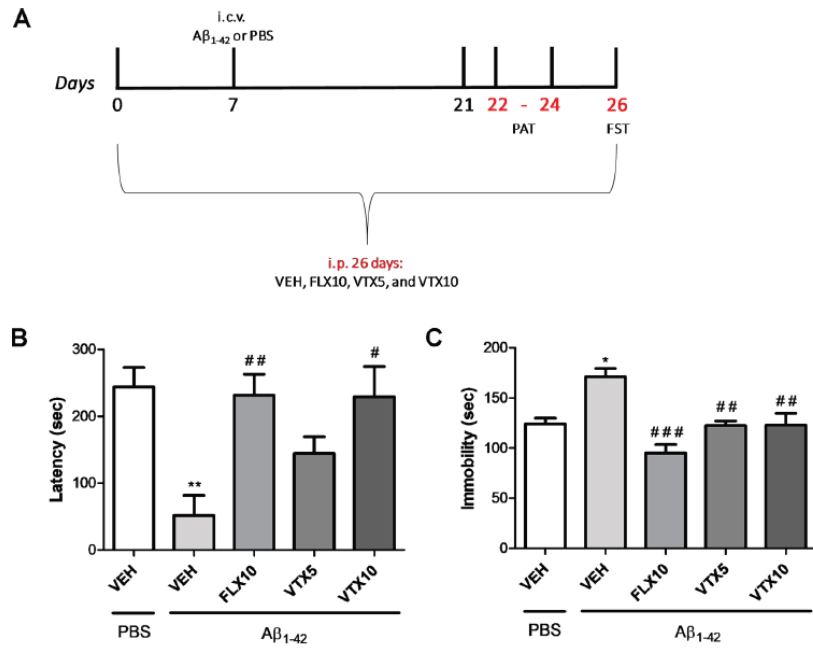 A
i.c.v.
Aβ1-42 or PBS
Days
0 7 21 22 - 24 26
PAT FST
i.p. 26 days:
VEH, FLX10, VTX5, and VTX10
B
Latency (sec)
300
200
100
0
**
##
#
VEH VEH FLX10 VTX5 VTX10
PBS Aβ1-42
C
Immobility (sec)
200
150
100
50
0
*
###
##
##
VEH VEH FLX10 VTX5 VTX10
PBS Aβ1-42